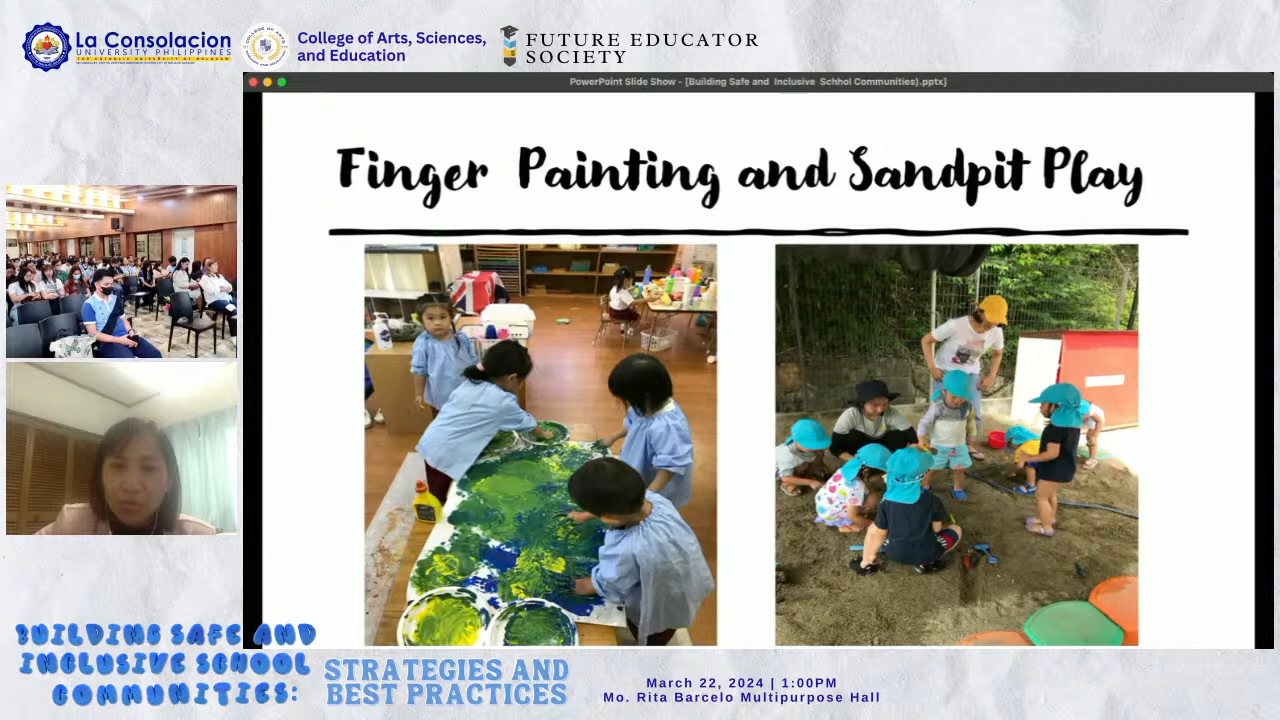 La Consolacion
UNIVERSITY PHILIPPINES
College of Arts, Sciences,
and Education
FUTURE EDUCATOR
SOCIETY
PowerPoint Slide Show - [Building Safe and Inclusive Schhol Communities}.pptx]
Finger Painting and Sandpit Play
BUILDING SAFE AND
INCLUSIVE SCHOOL
COMMUNITIES:
STRATEGIES AND
BEST PRACTICES
March 22, 2024 | 1:00PM
Mo. Rita Barcelo Multipurpose Hall